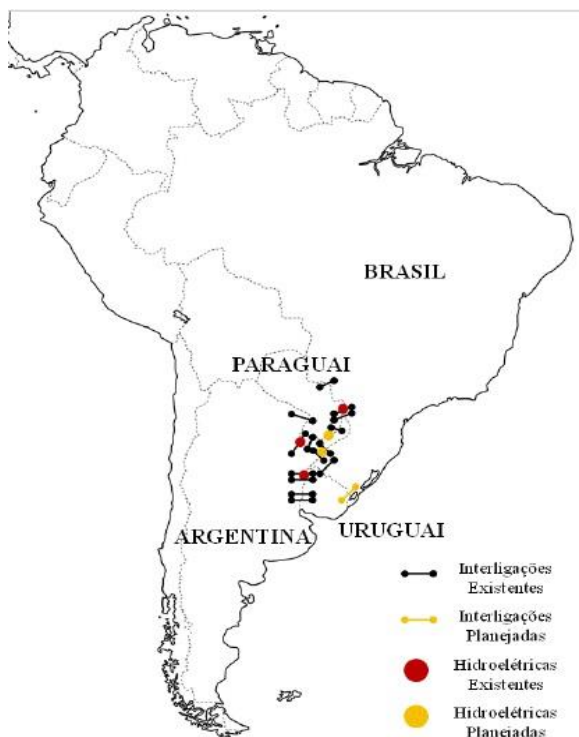 BRASIL
PARAGUAI
ARGENTINA
URUGUAI
Interligações
Existentes
Interligações
Planejadas
Hidroelétricas
Existentes
Hidroelétricas
Planejadas